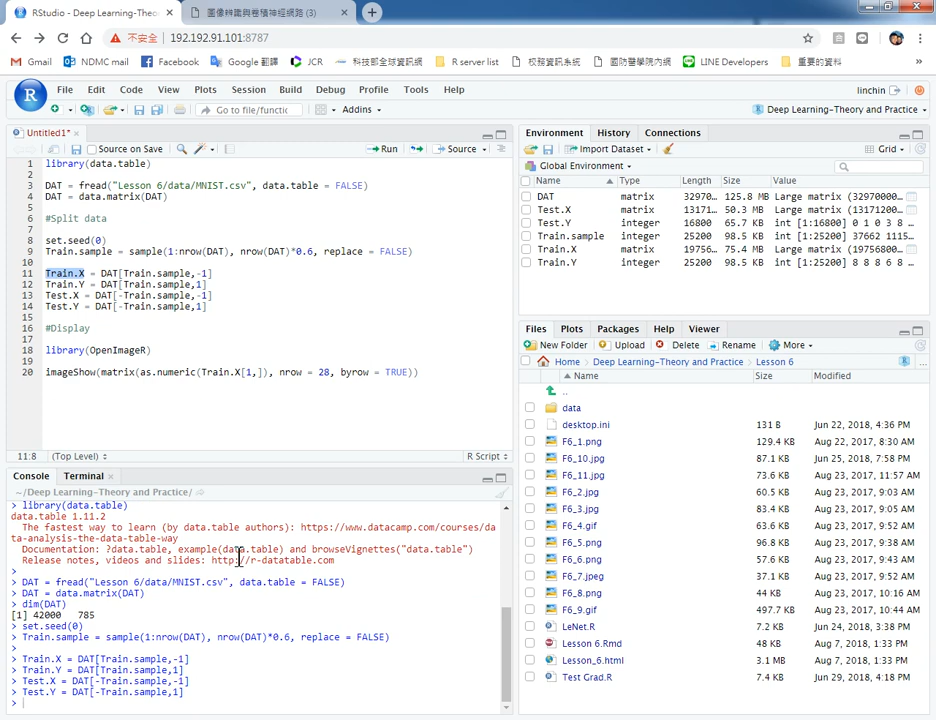 RStudio - Deep Learning-Theo
圖像辨識與卷積神經網路 (3)
不安全
192.192.91.101:8787
Gmail
NDMC mail
Facebook
Google 翻譯
JCR
科技部全球資訊網
R server list
校務資訊系統
國防醫學院內網
LINE Developers
重要的資料
»
File Edit Code View Plots Session Build Debug Profile Tools Help
linchin
Go to file/functic
Addins
Deep Learning-Theory and Practice
Untitled1*
Source on Save
Run
Source
1 library(data.table)
2
3 DAT = fread("Lesson 6/data/MNIST.csv", data.table = FALSE)
4 DAT = data.matrix(DAT)
5
6 #Split data
7
8 set.seed(0)
9 Train.sample = sample(1:nrow(DAT), nrow(DAT)*0.6, replace = FALSE)
10
11 Train.X = DAT[Train.sample,-1]
12 Train.Y = DAT[Train.sample,1]
13 Test.X = DAT[-Train.sample,-1]
14 Test.Y = DAT[-Train.sample,1]
15
16 #Display
17
18 library(OpenImageR)
19
20 imageShow(matrix(as.numeric(Train.X[1,]), nrow = 28, byrow = TRUE))
11:8
(Top Level)
R Script
Console
Terminal
~/Deep Learning-Theory and Practice/
> library(data.table)
data.table 1.11.2
The fastest way to learn (by data.table authors): https://www.datacamp.com/courses/da
ta-analysis-the-data-table-way
Documentation: ?data.table, example(data.table) and browseVignettes("data.table")
Release notes, videos and slides: http://r-datatable.com
>
> DAT = fread("Lesson 6/data/MNIST.csv", data.table = FALSE)
> DAT = data.matrix(DAT)
> dim(DAT)
[1] 42000 785
> set.seed(0)
> Train.sample = sample(1:nrow(DAT), nrow(DAT)*0.6, replace = FALSE)
>
> Train.X = DAT[Train.sample,-1]
> Train.Y = DAT[Train.sample,1]
> Test.X = DAT[-Train.sample,-1]
> Test.Y = DAT[-Train.sample,1]
>
Environment History Connections
Import Dataset
Grid
Global Environment
Name Type Length Size Value
DAT matrix 32970… 125.8 MB Large matrix (32970000…
Test.X matrix 13171… 50.3 MB Large matrix (13171200…
Test.Y integer 16800 65.7 KB int [1:16800] 0 1 0 3 8…
Train.sample integer 25200 98.5 KB int [1:25200] 37662 1115…
Train.X matrix 19756… 75.4 MB Large matrix (19756800…
Train.Y integer 25200 98.5 KB int [1:25200] 8 8 8 6 8…
Files Plots Packages Help Viewer
New Folder Upload Delete Rename More
Home Deep Learning-Theory and Practice Lesson 6
Name Size Modified
..
data
desktop.ini 131 B Jun 22, 2018, 4:36 PM
F6_1.png 129.4 KB Aug 22, 2017, 8:30 AM
F6_10.jpg 87.1 KB Jun 25, 2018, 7:58 PM
F6_11.jpg 73.6 KB Aug 23, 2017, 11:57 AM
F6_2.jpg 60.5 KB Aug 23, 2017, 9:03 AM
F6_3.jpg 83.4 KB Aug 23, 2017, 9:09 AM
F6_4.gif 63.6 KB Aug 23, 2017, 9:52 AM
F6_5.png 96.8 KB Aug 23, 2017, 9:39 AM
F6_6.png 57.6 KB Aug 23, 2017, 9:43 AM
F6_7.jpeg 37.1 KB Aug 23, 2017, 9:52 AM
F6_8.png 44 KB Aug 23, 2017, 10:16 AM
F6_9.gif 497.7 KB Aug 23, 2017, 10:44 AM
LeNet.R 7.2 KB Jun 24, 2018, 3:38 PM
Lesson 6.Rmd 48 KB Aug 7, 2018, 1:33 PM
Lesson_6.html 3.1 MB Aug 7, 2018, 1:33 PM
Test Grad.R 7.4 KB Jun 29, 2018, 4:18 PM